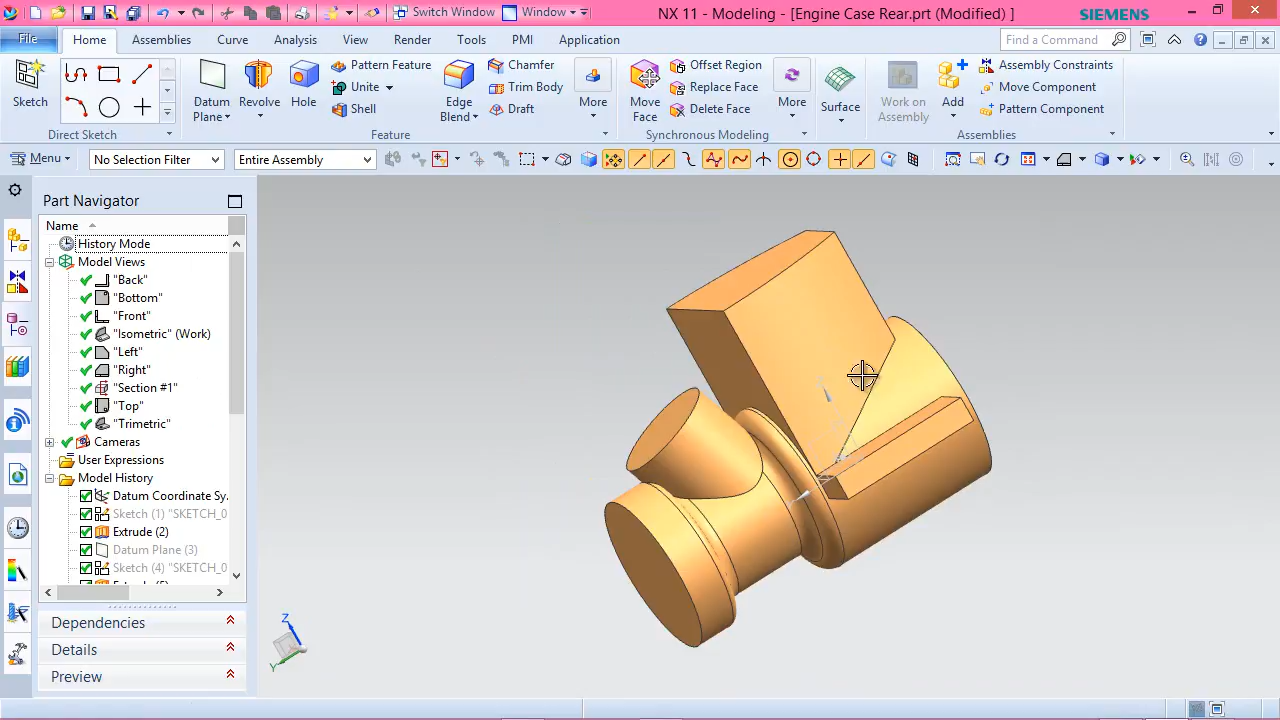 Switch Window
Window
NX 11 - Modeling - [Engine Case Rear.prt (Modified) ]
SIEMENS
File
Home
Assemblies
Curve
Analysis
View
Render
Tools
PMI
Application
Find a Command
Sketch
Direct Sketch
Datum
Plane
Revolve
Hole
Pattern Feature
Unite
Shell
Edge
Blend
Chamfer
Trim Body
Draft
More
Feature
Move
Face
Offset Region
Replace Face
Delete Face
More
Synchronous Modeling
Surface
Work on
Assembly
Add
Assembly Constraints
Move Component
Pattern Component
Assemblies
Menu
No Selection Filter
Entire Assembly
Part Navigator
Name
History Mode
Model Views
"Back"
"Bottom"
"Front"
"Isometric" (Work)
"Left"
"Right"
"Section #1"
"Top"
"Trimetric"
Cameras
User Expressions
Model History
Datum Coordinate Sy.
Sketch (1) "SKETCH_0
Extrude (2)
Datum Plane (3)
Sketch (4) "SKETCH_0
Dependencies
Details
Preview
Z
Y